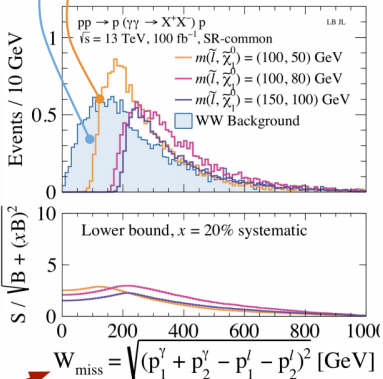 pp → p (γγ → X⁺X⁻) p
LB JL
√s = 13 TeV, 100 fb⁻¹, SR-common
m(l̃, χ̃₁⁰) = (100, 50) GeV
m(l̃, χ̃₁⁰) = (100, 80) GeV
m(l̃, χ̃₁⁰) = (150, 100) GeV
WW Background
Events / 10 GeV
1
0.5
0
Lower bound, x = 20% systematic
S / √B + (xB)²
10
5
0
0 200 400 600 800 1000
W_miss = √(p₁^γ + p₂^γ − p₁^l − p₂^l)² [GeV]